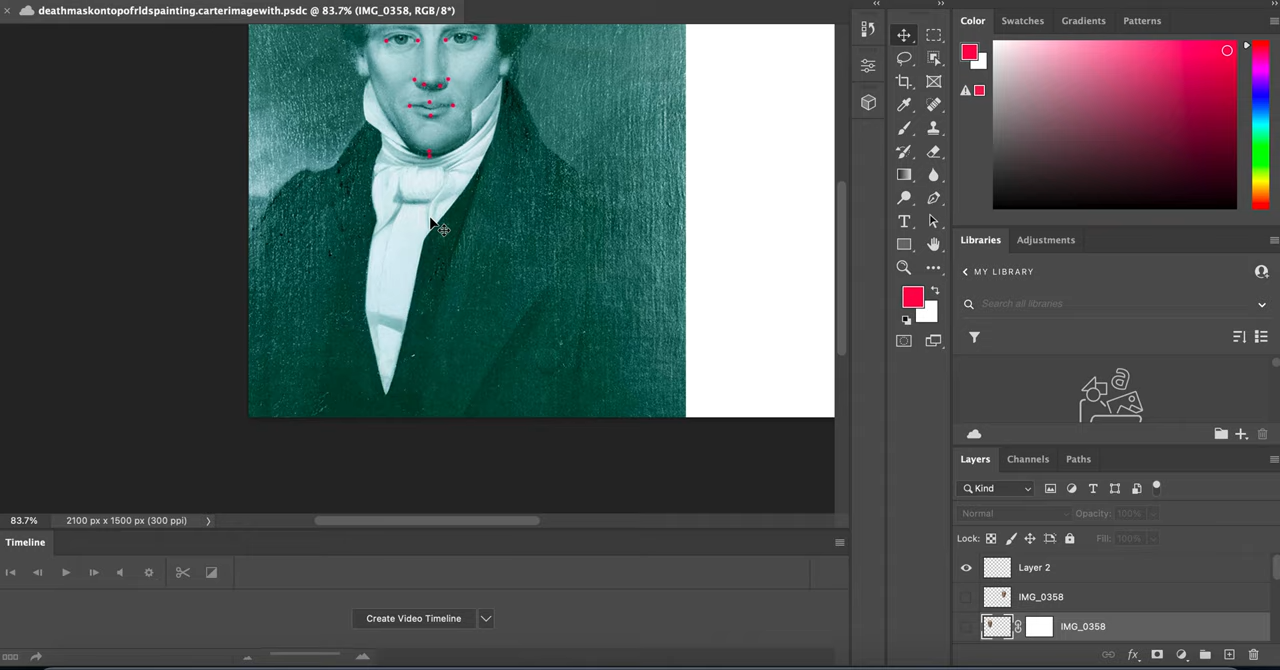 deathmaskontopofrldspainting.carterimagewith.psdc @ 83.7% (IMG_0358, RGB/8*)
Color
Swatches
Gradients
Patterns
Libraries
Adjustments
MY LIBRARY
Search all libraries
Layers
Channels
Paths
Kind
Normal
Opacity: 100%
Lock:
Fill: 100%
Layer 2
IMG_0358
IMG_0358
83.7%
2100 px x 1500 px (300 ppi)
Timeline
Create Video Timeline